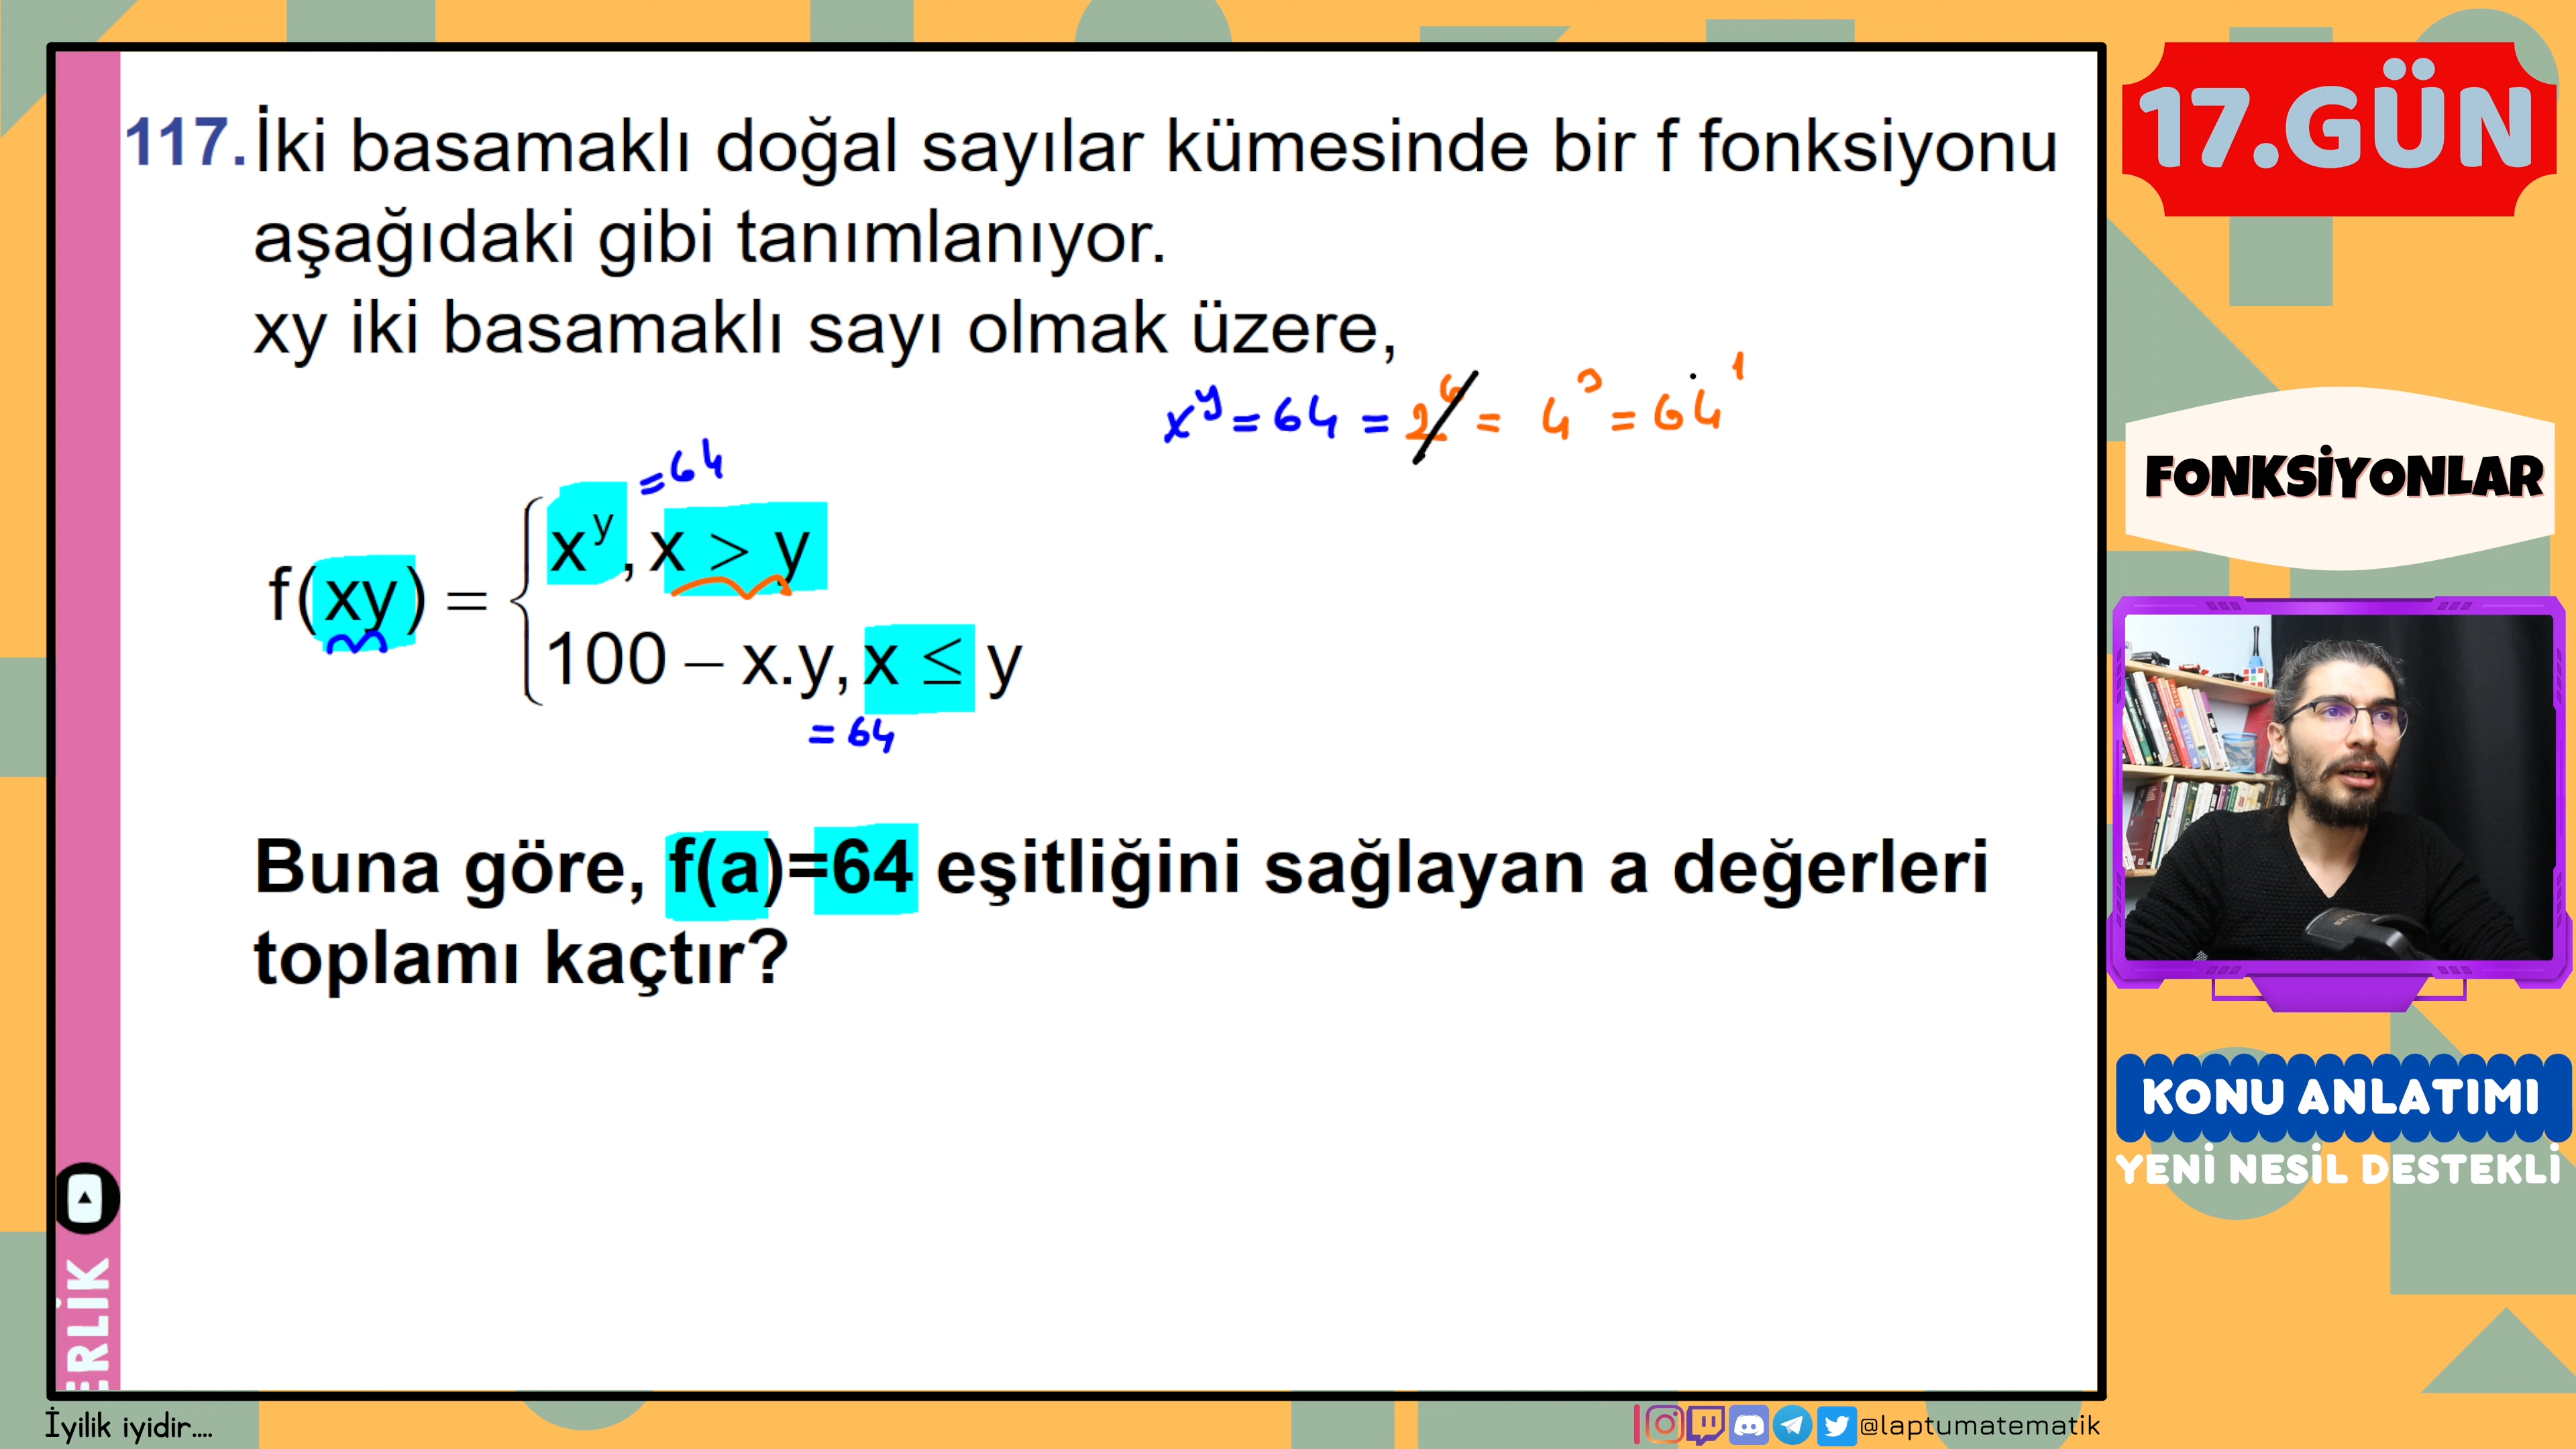 17.GÜN
117. İki basamaklı doğal sayılar kümesinde bir f fonksiyonu
aşağıdaki gibi tanımlanıyor.
xy iki basamaklı sayı olmak üzere,
x^y = 64 = 2^6 = 4^3 = 64^1
= 64
f(xy) = { x^y, x > y
100 – x.y, x ≤ y
= 64
Buna göre, f(a)=64 eşitliğini sağlayan a değerleri
toplamı kaçtır?
FONKSİYONLAR
KONU ANLATIMI
YENİ NESİL DESTEKLİ
ERLİK
İyilik iyidir....
@laptumatematik